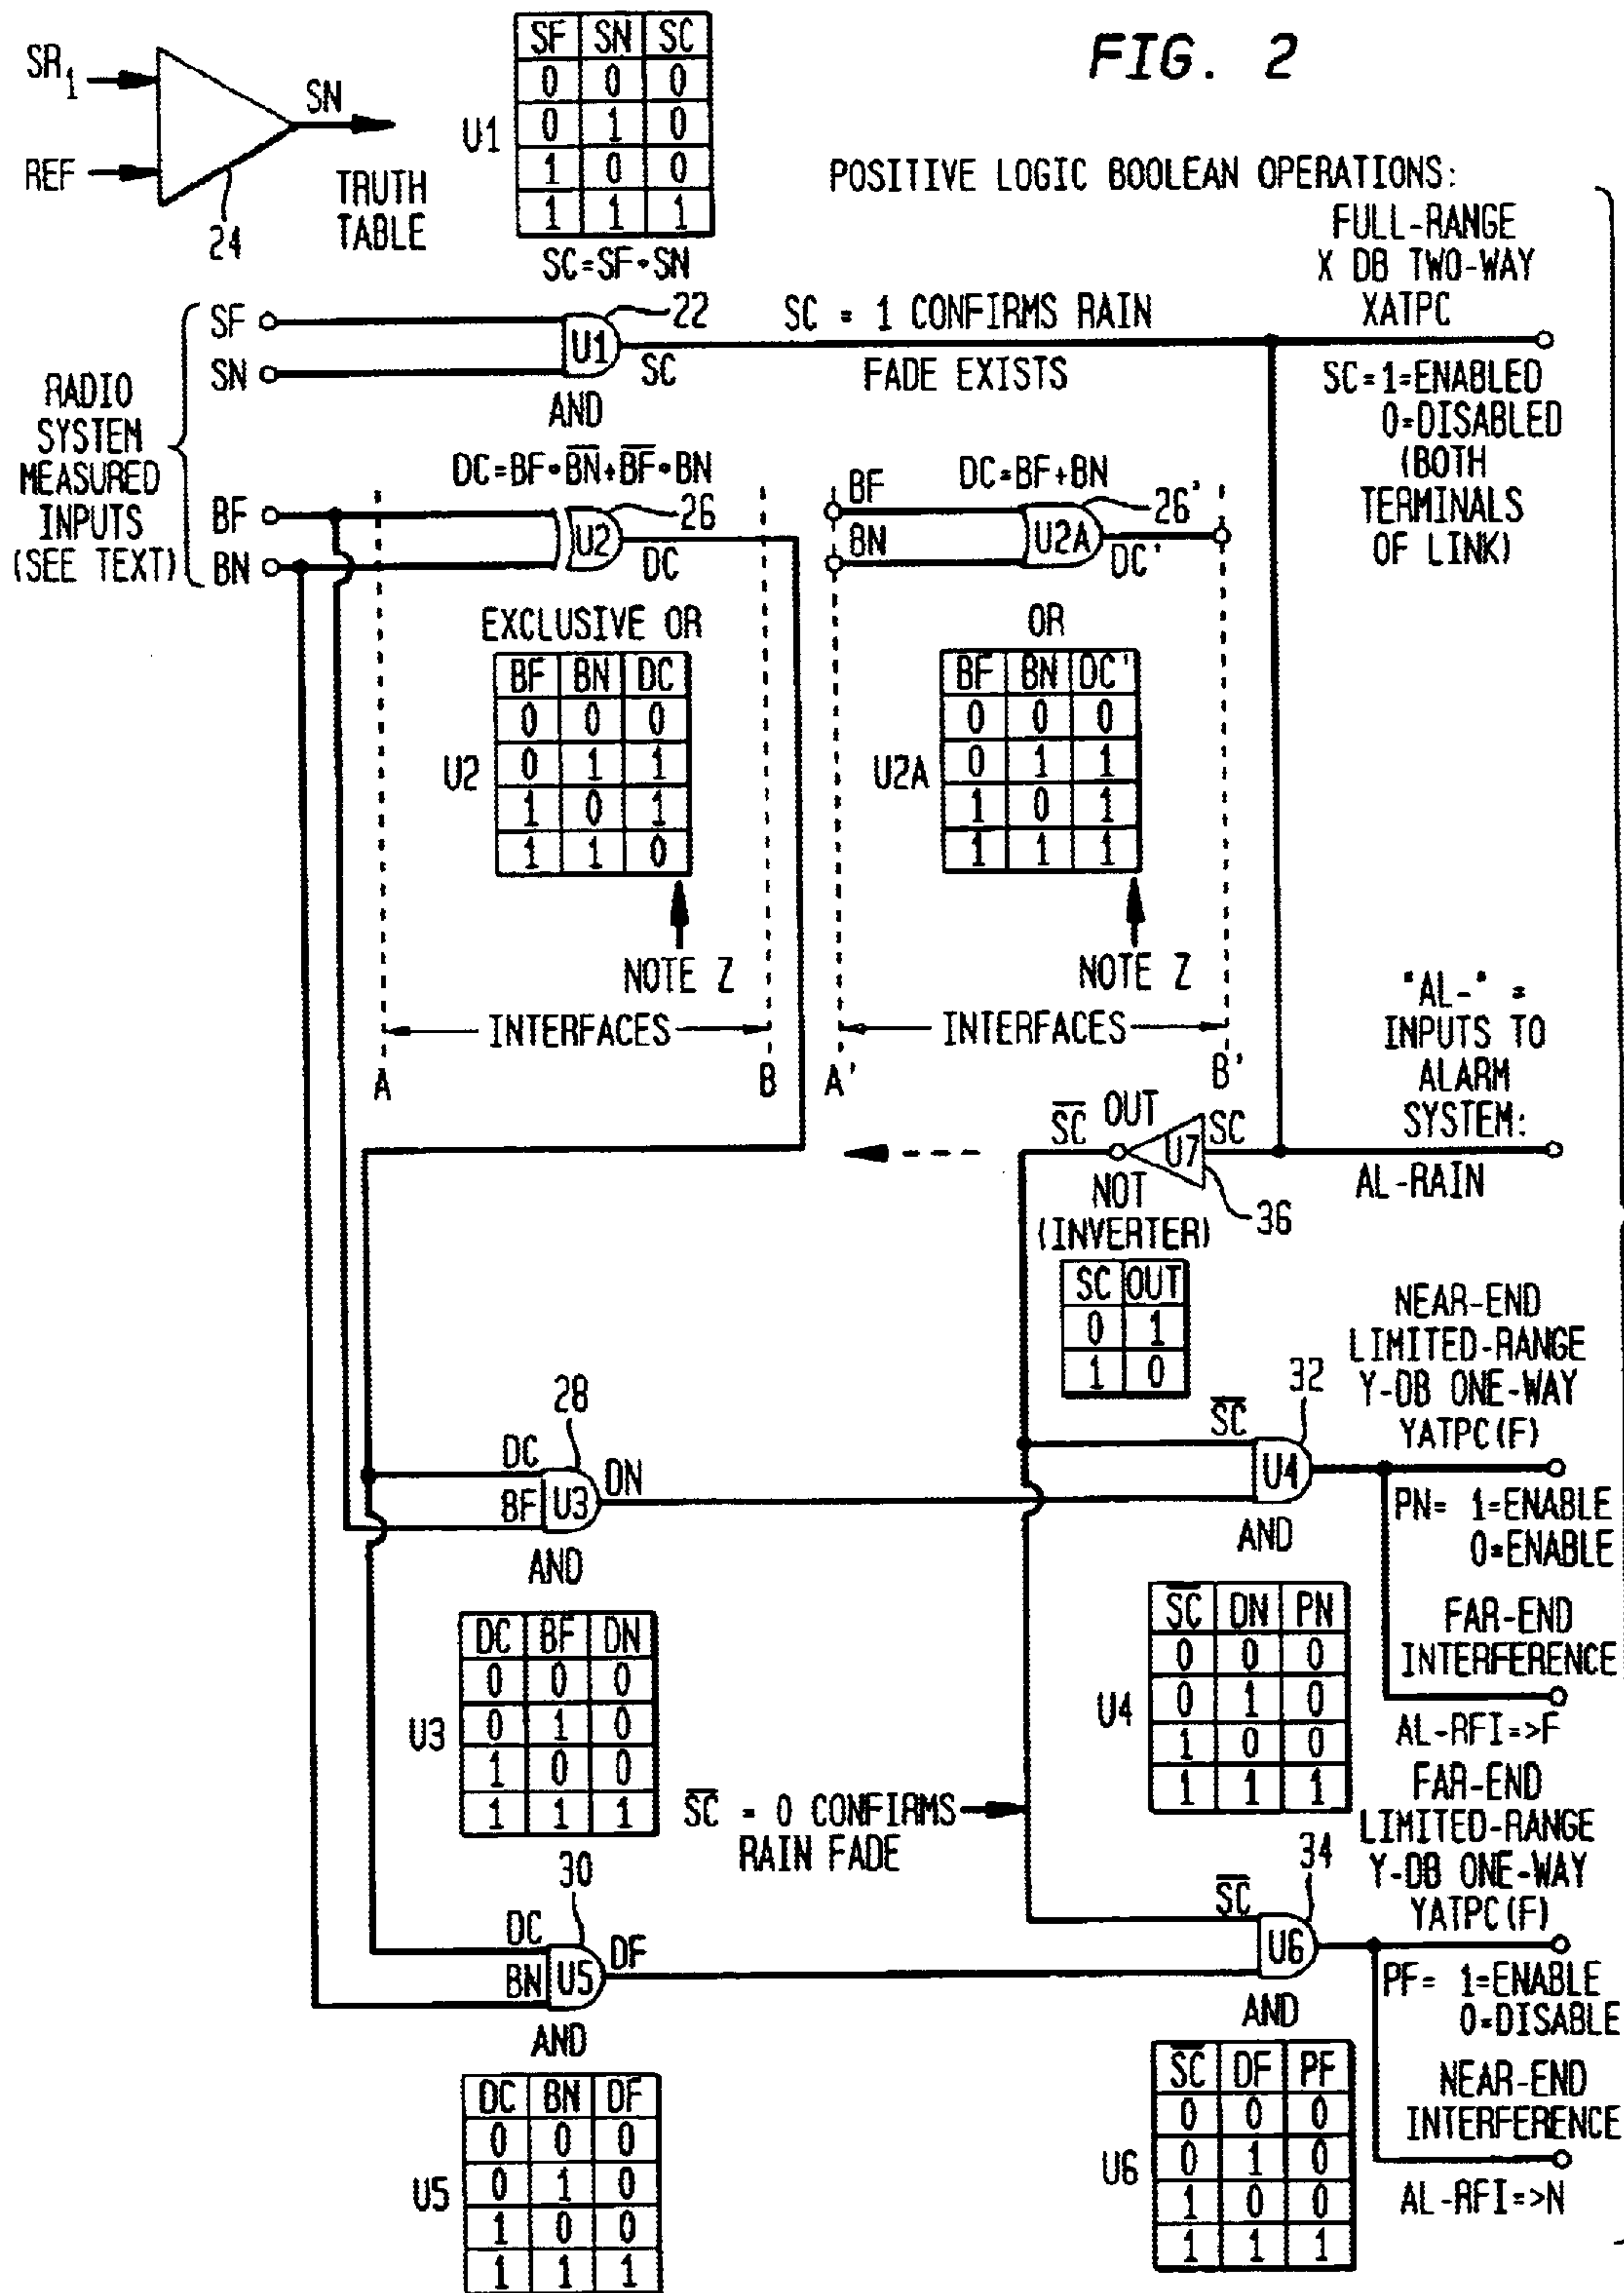 FIG. 2
SR1
REF
SN
24
TRUTH
TABLE
U1
SF SN SC
0 0 0
0 1 0
1 0 0
1 1 1
SC=SF•SN
POSITIVE LOGIC BOOLEAN OPERATIONS:
FULL-RANGE
X DB TWO-WAY
XATPC
SC=1=ENABLED
0=DISABLED
(BOTH
TERMINALS
OF LINK)
RADIO
SYSTEM
MEASURED
INPUTS
(SEE TEXT)
SF
SN
BF
BN
U1
22
SC
AND
SC = 1 CONFIRMS RAIN
FADE EXISTS
DC=BF•B̅N̅+B̅F̅•BN
U2
26
DC
EXCLUSIVE OR
U2
BF BN DC
0 0 0
0 1 1
1 0 1
1 1 0
NOTE Z
INTERFACES
A
B
DC=BF+BN
BF
BN
U2A
26'
DC'
OR
U2A
BF BN DC'
0 0 0
0 1 1
1 0 1
1 1 1
NOTE Z
INTERFACES
A'
B'
"AL-" =
INPUTS TO
ALARM
SYSTEM:
AL-RAIN
S̅C̅ OUT
U7
SC
NOT
(INVERTER)
36
SC OUT
0 1
1 0
28
DC
BF
U3
DN
AND
U3
DC BF DN
0 0 0
0 1 0
1 0 0
1 1 1
S̅C̅
32
U4
AND
U4
S̅C̅ DN PN
0 0 0
0 1 0
1 0 0
1 1 1
NEAR-END
LIMITED-RANGE
Y-DB ONE-WAY
YATPC(F)
PN= 1=ENABLE
0=ENABLE
FAR-END
INTERFERENCE
AL-RFI=>F
S̅C̅ = 0 CONFIRMS
RAIN FADE
30
DC
BN
U5
DF
AND
U5
DC BN DF
0 0 0
0 1 0
1 0 0
1 1 1
S̅C̅
34
U6
AND
U6
S̅C̅ DF PF
0 0 0
0 1 0
1 0 0
1 1 1
FAR-END
LIMITED-RANGE
Y-DB ONE-WAY
YATPC(F)
PF= 1=ENABLE
0=DISABLE
NEAR-END
INTERFERENCE
AL-RFI=>N